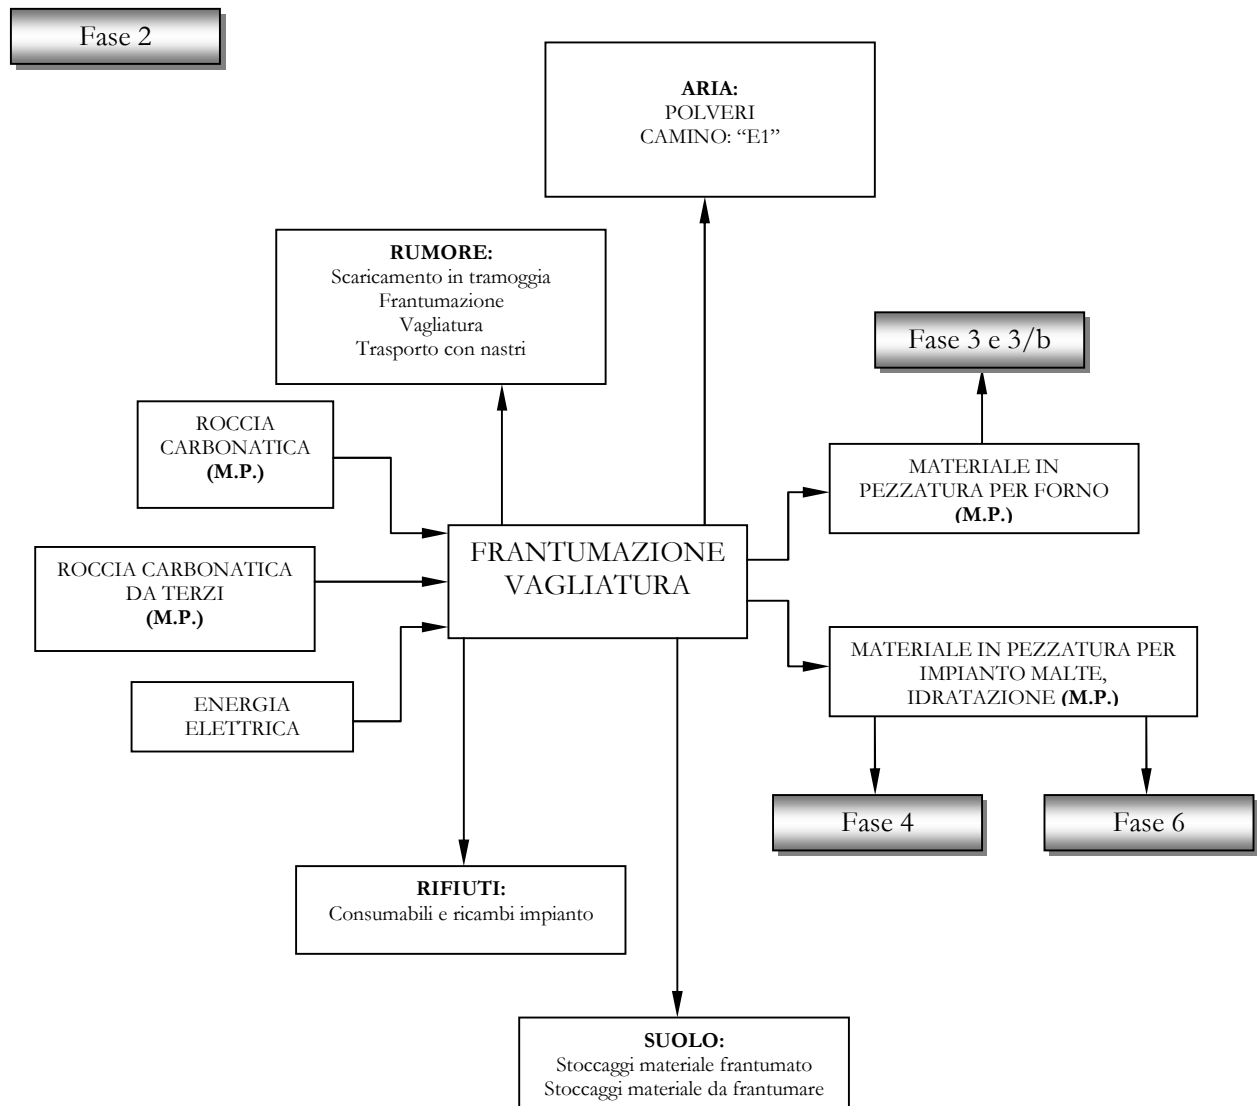 Fase 2
ARIA:
POLVERI
CAMINO: “E1”
RUMORE:
Scaricamento in tramoggia
Frantumazione
Vagliatura
Trasporto con nastri
Fase 3 e 3/b
ROCCIA
CARBONATICA
(M.P.)
MATERIALE IN
PEZZATURA PER FORNO
(M.P.)
FRANTUMAZIONE
VAGLIATURA
ROCCIA CARBONATICA
DA TERZI
(M.P.)
MATERIALE IN PEZZATURA PER
IMPIANTO MALTE,
IDRATAZIONE (M.P.)
ENERGIA
ELETTRICA
Fase 4
Fase 6
RIFIUTI:
Consumabili e ricambi impianto
SUOLO:
Stoccaggi materiale frantumato
Stoccaggi materiale da frantumare